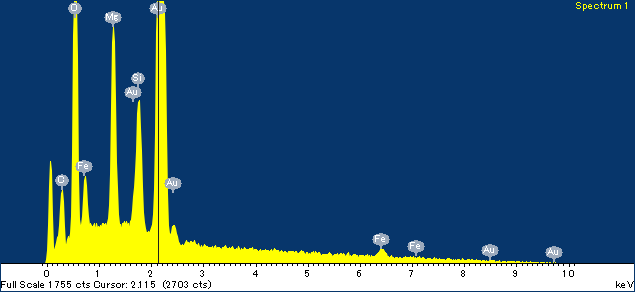 Spectrum 1
O
Au
Mg
Si
Au
Fe
C
Au
Fe
Fe
Au
Au
0 1 2 3 4 5 6 7 8 9 10
Full Scale 1755 cts Cursor: 2.115 (2703 cts)
keV